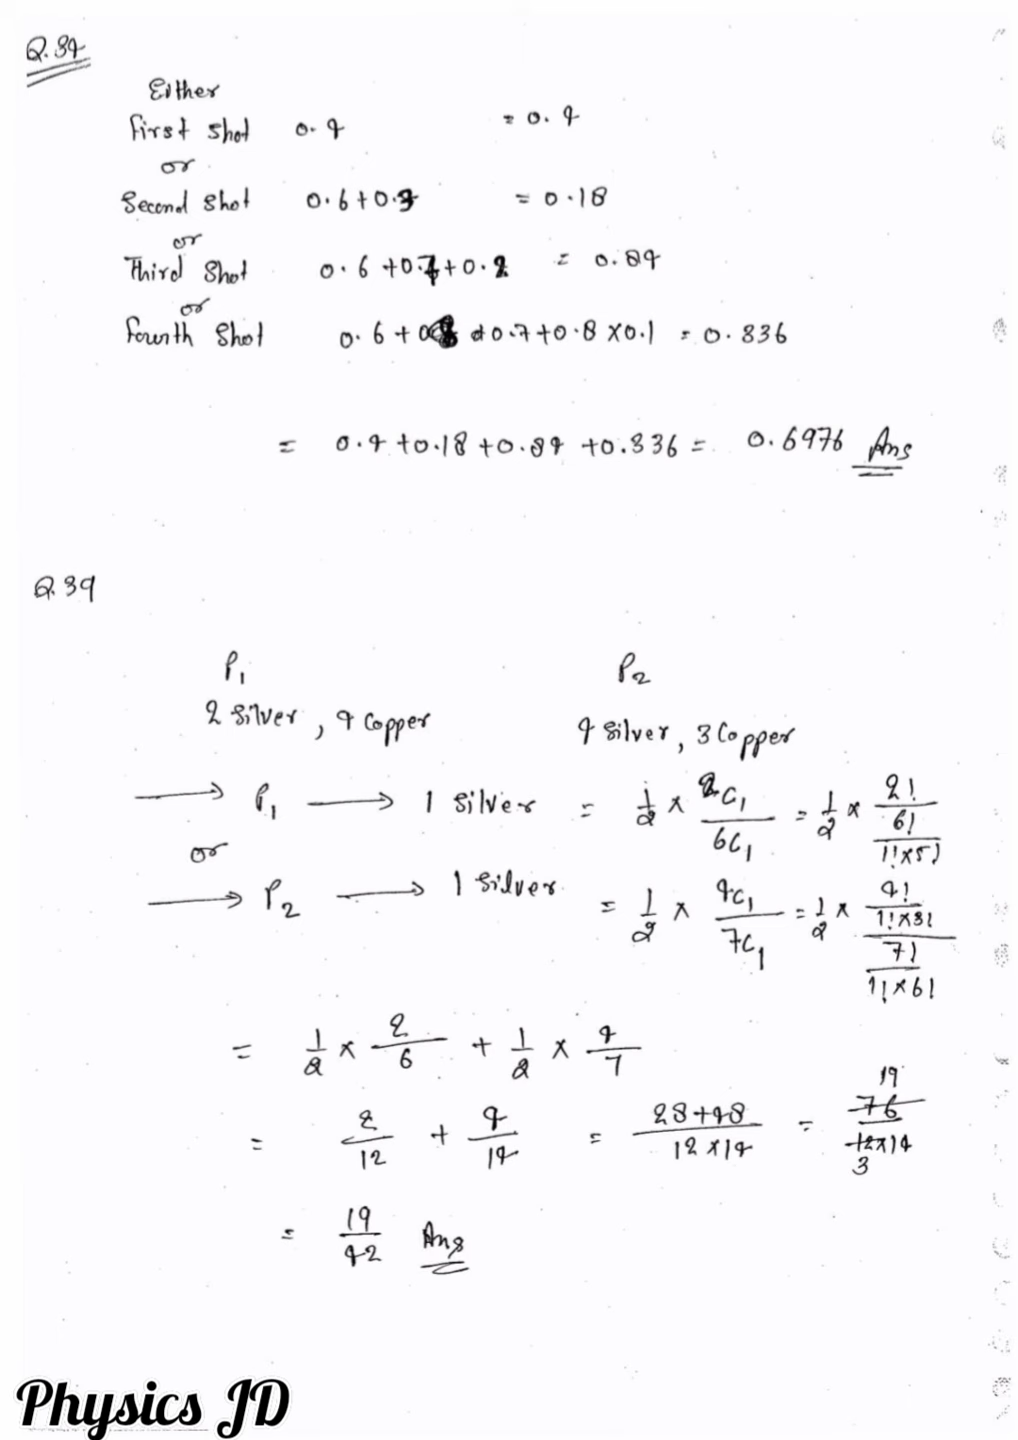 Q.34
Either
first shot 0.4 = 0.4
or
Second Shot 0.6+0.3 = 0.18
or
Third Shot 0.6+0.7+0.2 = 0.84
or
fourth Shot 0.6+0.7+0.8×0.1 = 0.336
= 0.4+0.18+0.84+0.336 = 0.6976 Ans
Q.39
P₁ P₂
2 Silver, 4 Copper 4 Silver, 3 Copper
→ P₁ → 1 Silver = 1/2 × 2C₁/6C₁ = 1/2 × 2!/(6!/(1!×5!))
or
→ P₂ → 1 Silver = 1/2 × 4C₁/7C₁ = 1/2 × (4!/(1!×3!))/(7!/(1!×6!))
= 1/2 × 2/6 + 1/2 × 4/7
= 2/12 + 4/14 = (28+48)/(12×14) = 76/(12×14) 19 3
= 19/42 Ans
Physics JD